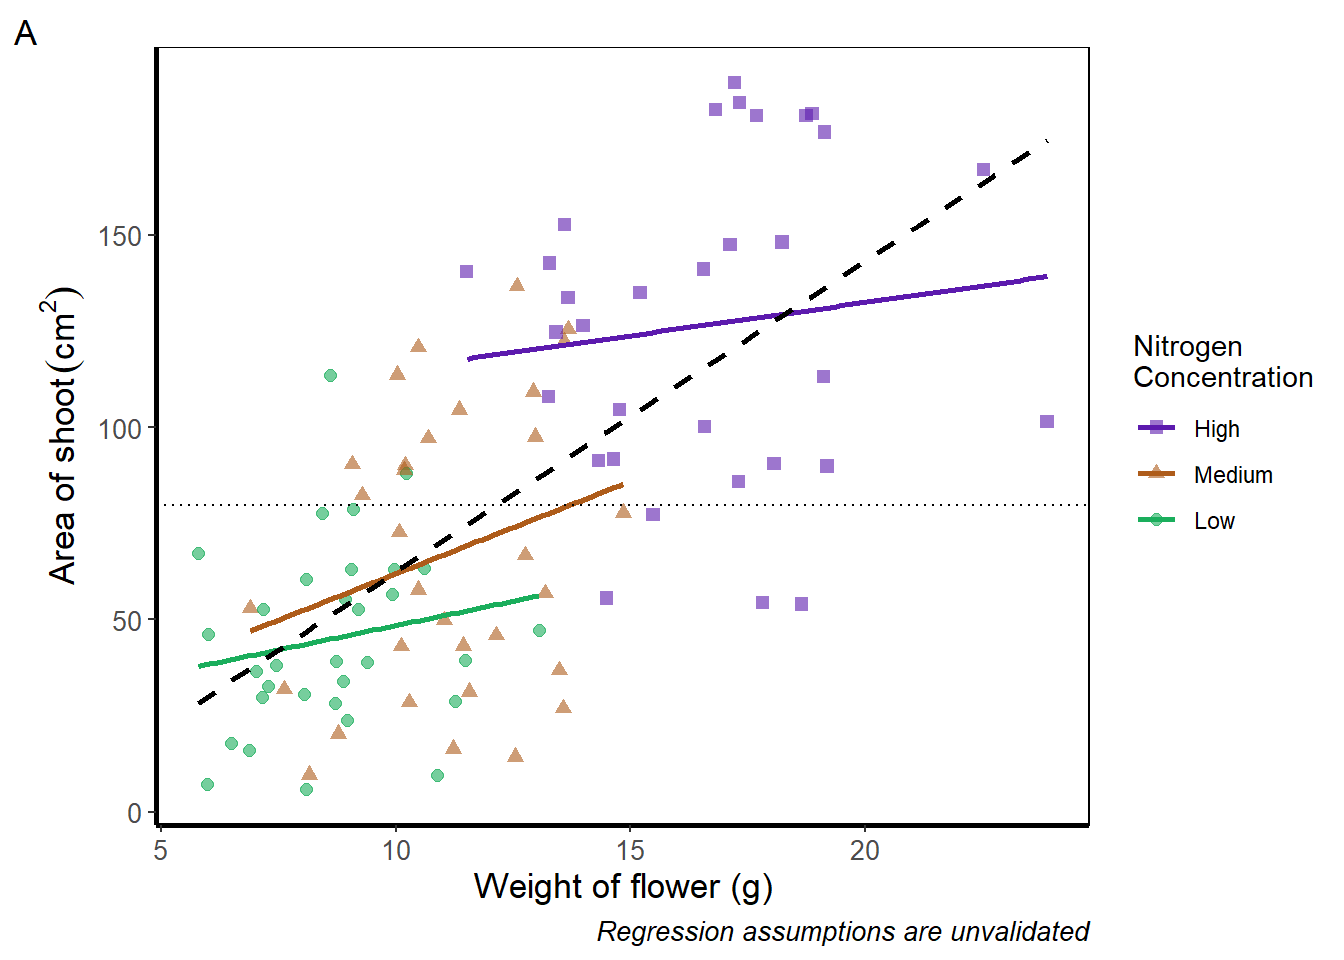 A
Area of shoot(cm²)
150
100
50
0
5 10 15 20
Weight of flower (g)
Regression assumptions are unvalidated
Nitrogen
Concentration
High
Medium
Low